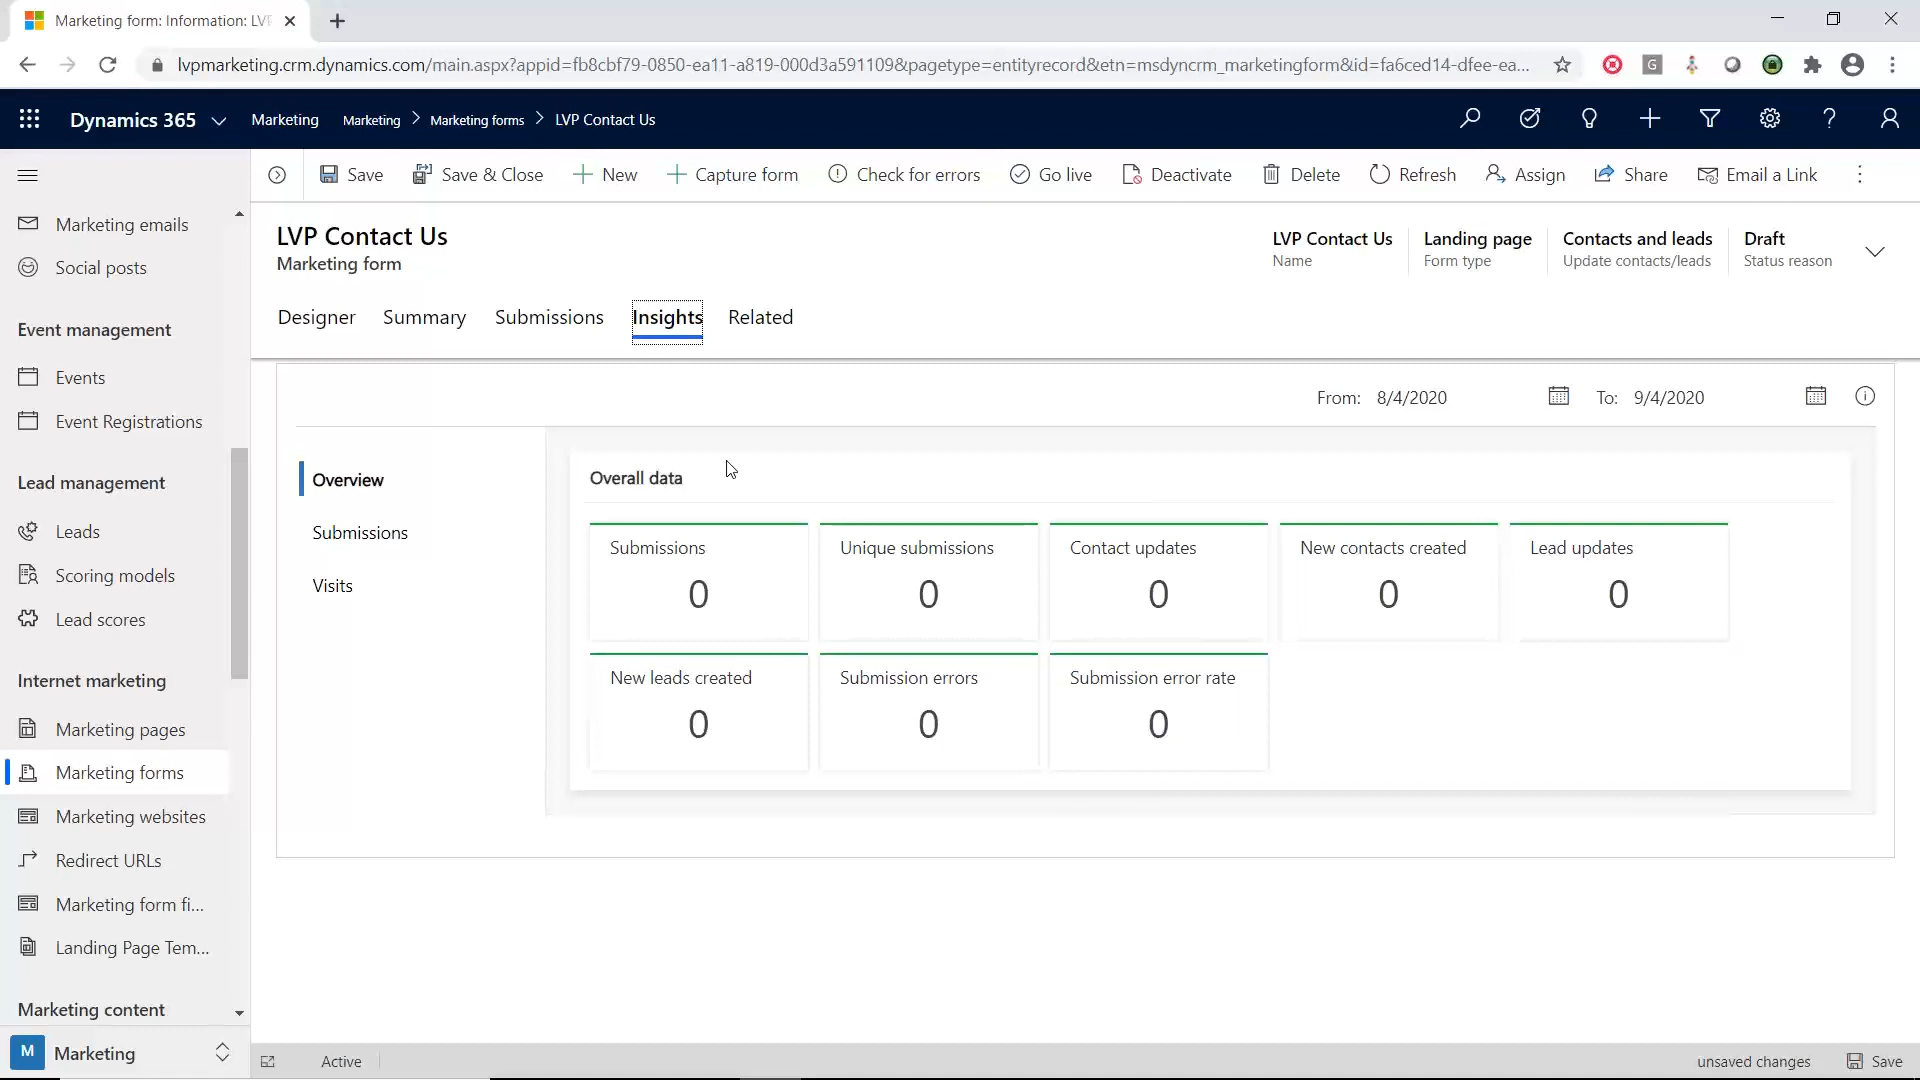 Marketing form: Information: LVP
lvpmarketing.crm.dynamics.com/main.aspx?appid=fb8cbf79-0850-ea11-a819-000d3a591109&pagetype=entityrecord&etn=msdyncrm_marketingform&id=fa6ced14-dfee-ea...
G
Dynamics 365 Marketing Marketing > Marketing forms > LVP Contact Us
Save Save & Close New Capture form Check for errors Go live Deactivate Delete Refresh Assign Share Email a Link
Marketing emails
Social posts
Event management
Events
Event Registrations
Lead management
Leads
Scoring models
Lead scores
Internet marketing
Marketing pages
Marketing forms
Marketing websites
Redirect URLs
Marketing form fi...
Landing Page Tem...
Marketing content
M Marketing
LVP Contact Us
Marketing form
LVP Contact Us
Name
Landing page
Form type
Contacts and leads
Update contacts/leads
Draft
Status reason
Designer Summary Submissions Insights Related
From: 8/4/2020 To: 9/4/2020
Overview
Submissions
Visits
Overall data
Submissions
0
Unique submissions
0
Contact updates
0
New contacts created
0
Lead updates
0
New leads created
0
Submission errors
0
Submission error rate
0
Active
unsaved changes Save